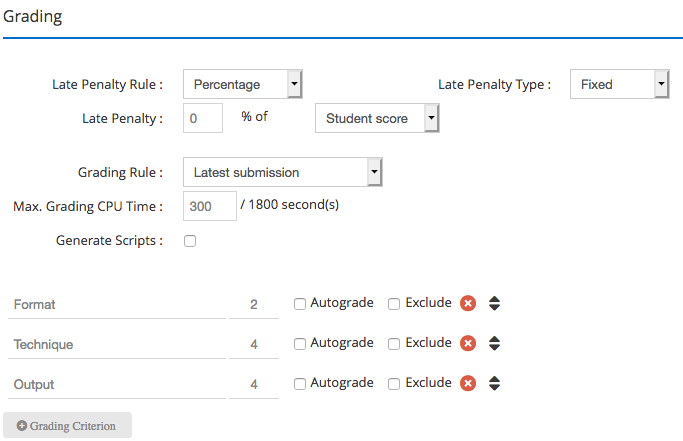 Grading
Late Penalty Rule : Percentage Late Penalty Type : Fixed
Late Penalty : 0 % of Student score
Grading Rule : Latest submission
Max. Grading CPU Time : 300 / 1800 second(s)
Generate Scripts :
Format 2 Autograde Exclude
Technique 4 Autograde Exclude
Output 4 Autograde Exclude
Grading Criterion